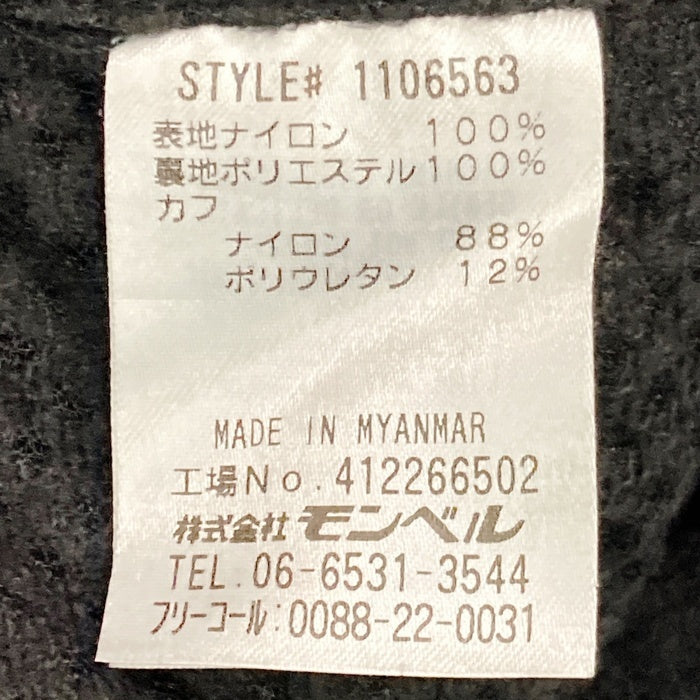 STYLE# 1106563
表地ナイロン 100%
裏地ポリエステル100%
カフ
ナイロン 88%
ポリウレタン 12%
MADE IN MYANMAR
工場No.412266502
株式会社 モンベル
TEL.06-6531-3544
フリーコール:0088-22-0031